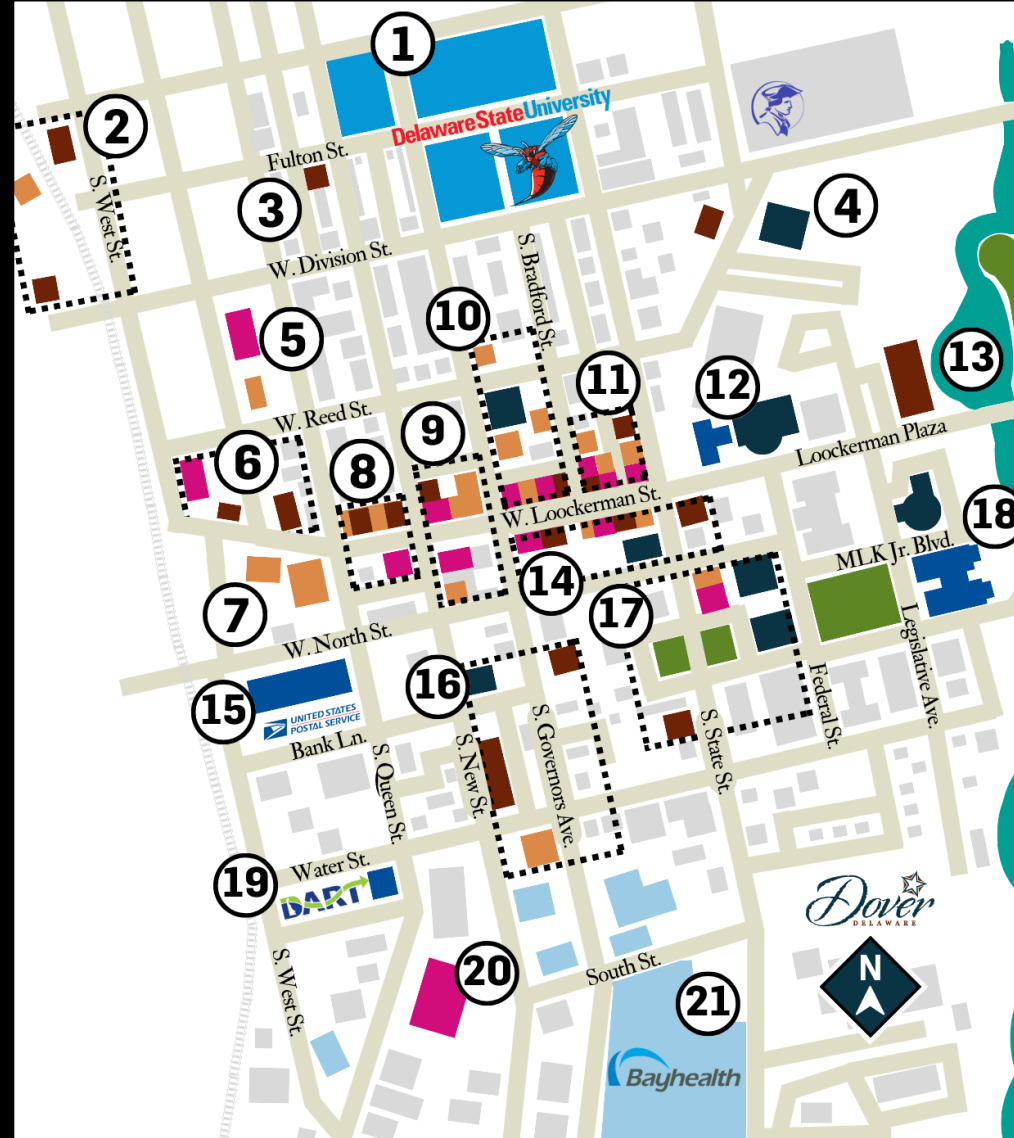 1
2
Delaware State University
Fulton St.
S. West St.
3
4
W. Division St.
S. Bradford St.
10
5
11
12
13
W. Reed St.
9
6
8
Loockerman Plaza
W. Loockerman St.
18
MLK Jr. Blvd.
14
17
7
W. North St.
Legislative Ave.
16
15
UNITED STATES
POSTAL SERVICE
Bank Ln.
Federal St.
S. Governors Ave.
S. State St.
S. New St.
S. Queen St.
Water St.
19
DART
Dover
DELAWARE
20
South St.
N
S. West St.
21
Bayhealth